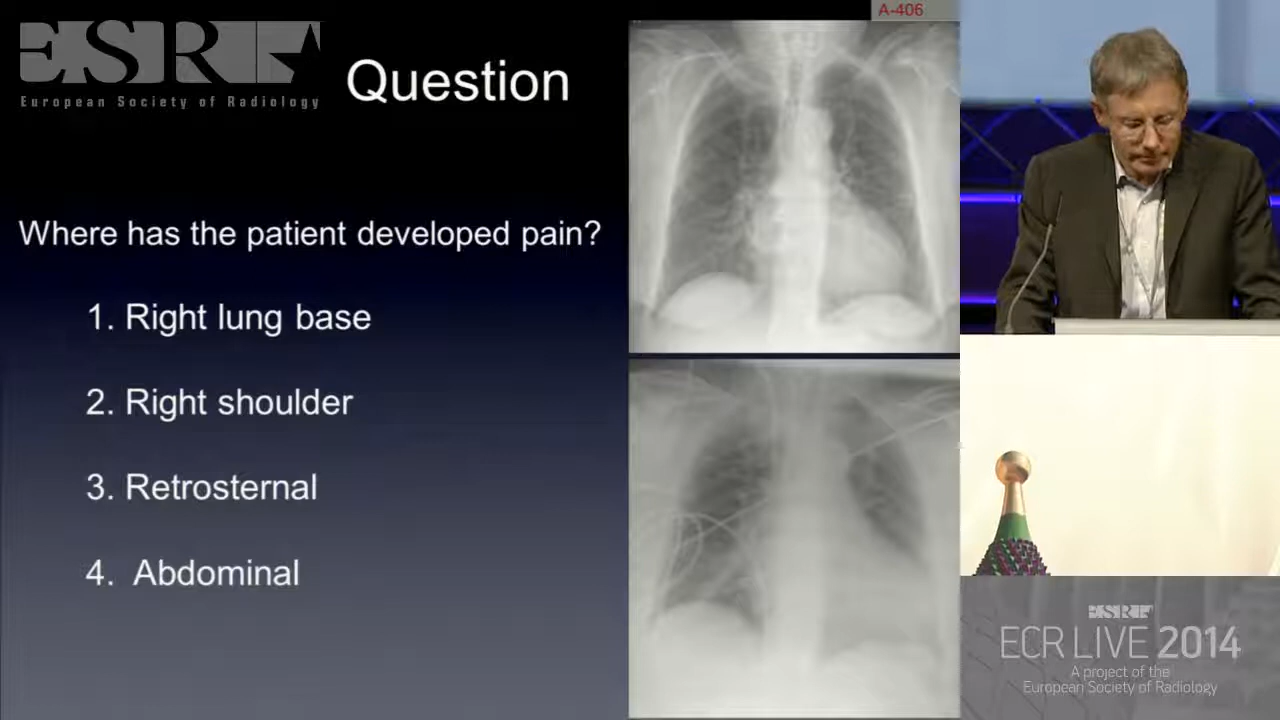 ESR
European Society of Radiology
Question
A-406
Where has the patient developed pain?
1. Right lung base
2. Right shoulder
3. Retrosternal
4. Abdominal
ESR
ECR LIVE 2014
A project of the
European Society of Radiology